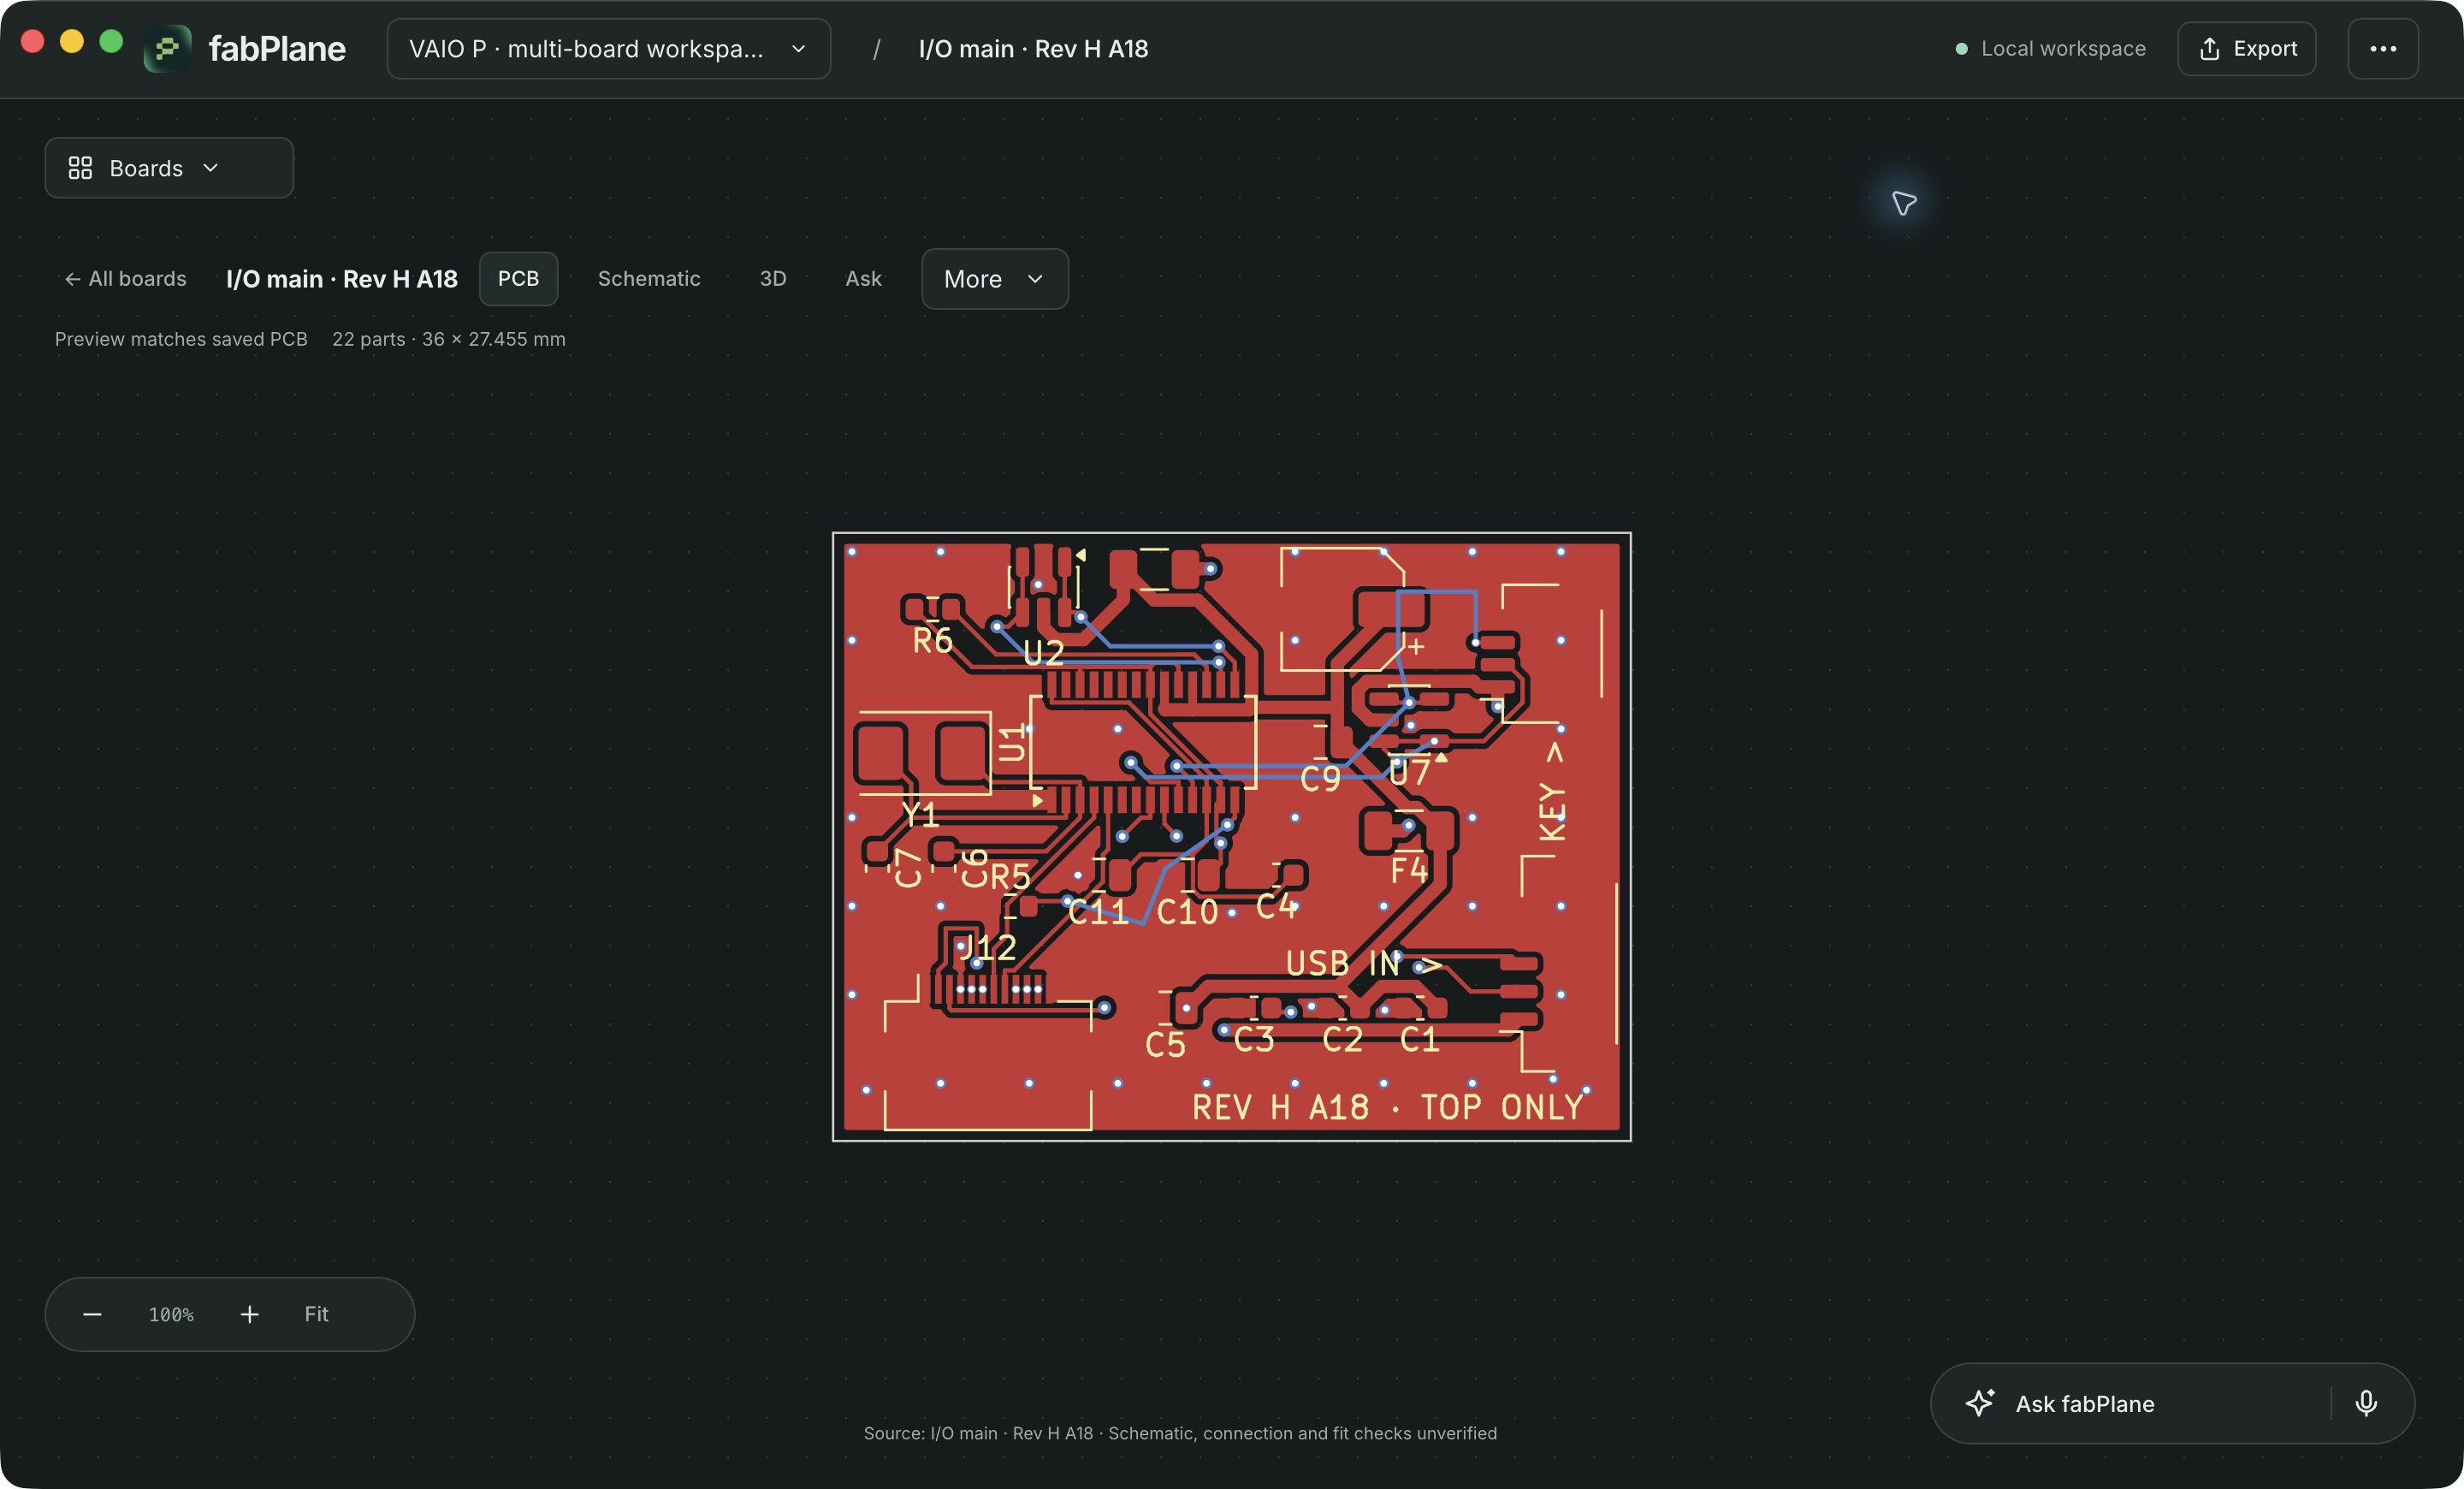 fabPlane
VAIO P · multi-board workspa...
/
I/O main · Rev H A18
Local workspace
Export
Boards
← All boards
I/O main · Rev H A18
PCB
Schematic
3D
Ask
More
Preview matches saved PCB
22 parts · 36 × 27.455 mm
R6
U2
+
U1
C9
U7
KEY >
Y1
C7
C6
R5
F4
C11
C10
C4
J12
USB IN >
C5
C3
C2
C1
REV H A18 · TOP ONLY
100%
Fit
Ask fabPlane
Source: I/O main · Rev H A18 · Schematic, connection and fit checks unverified